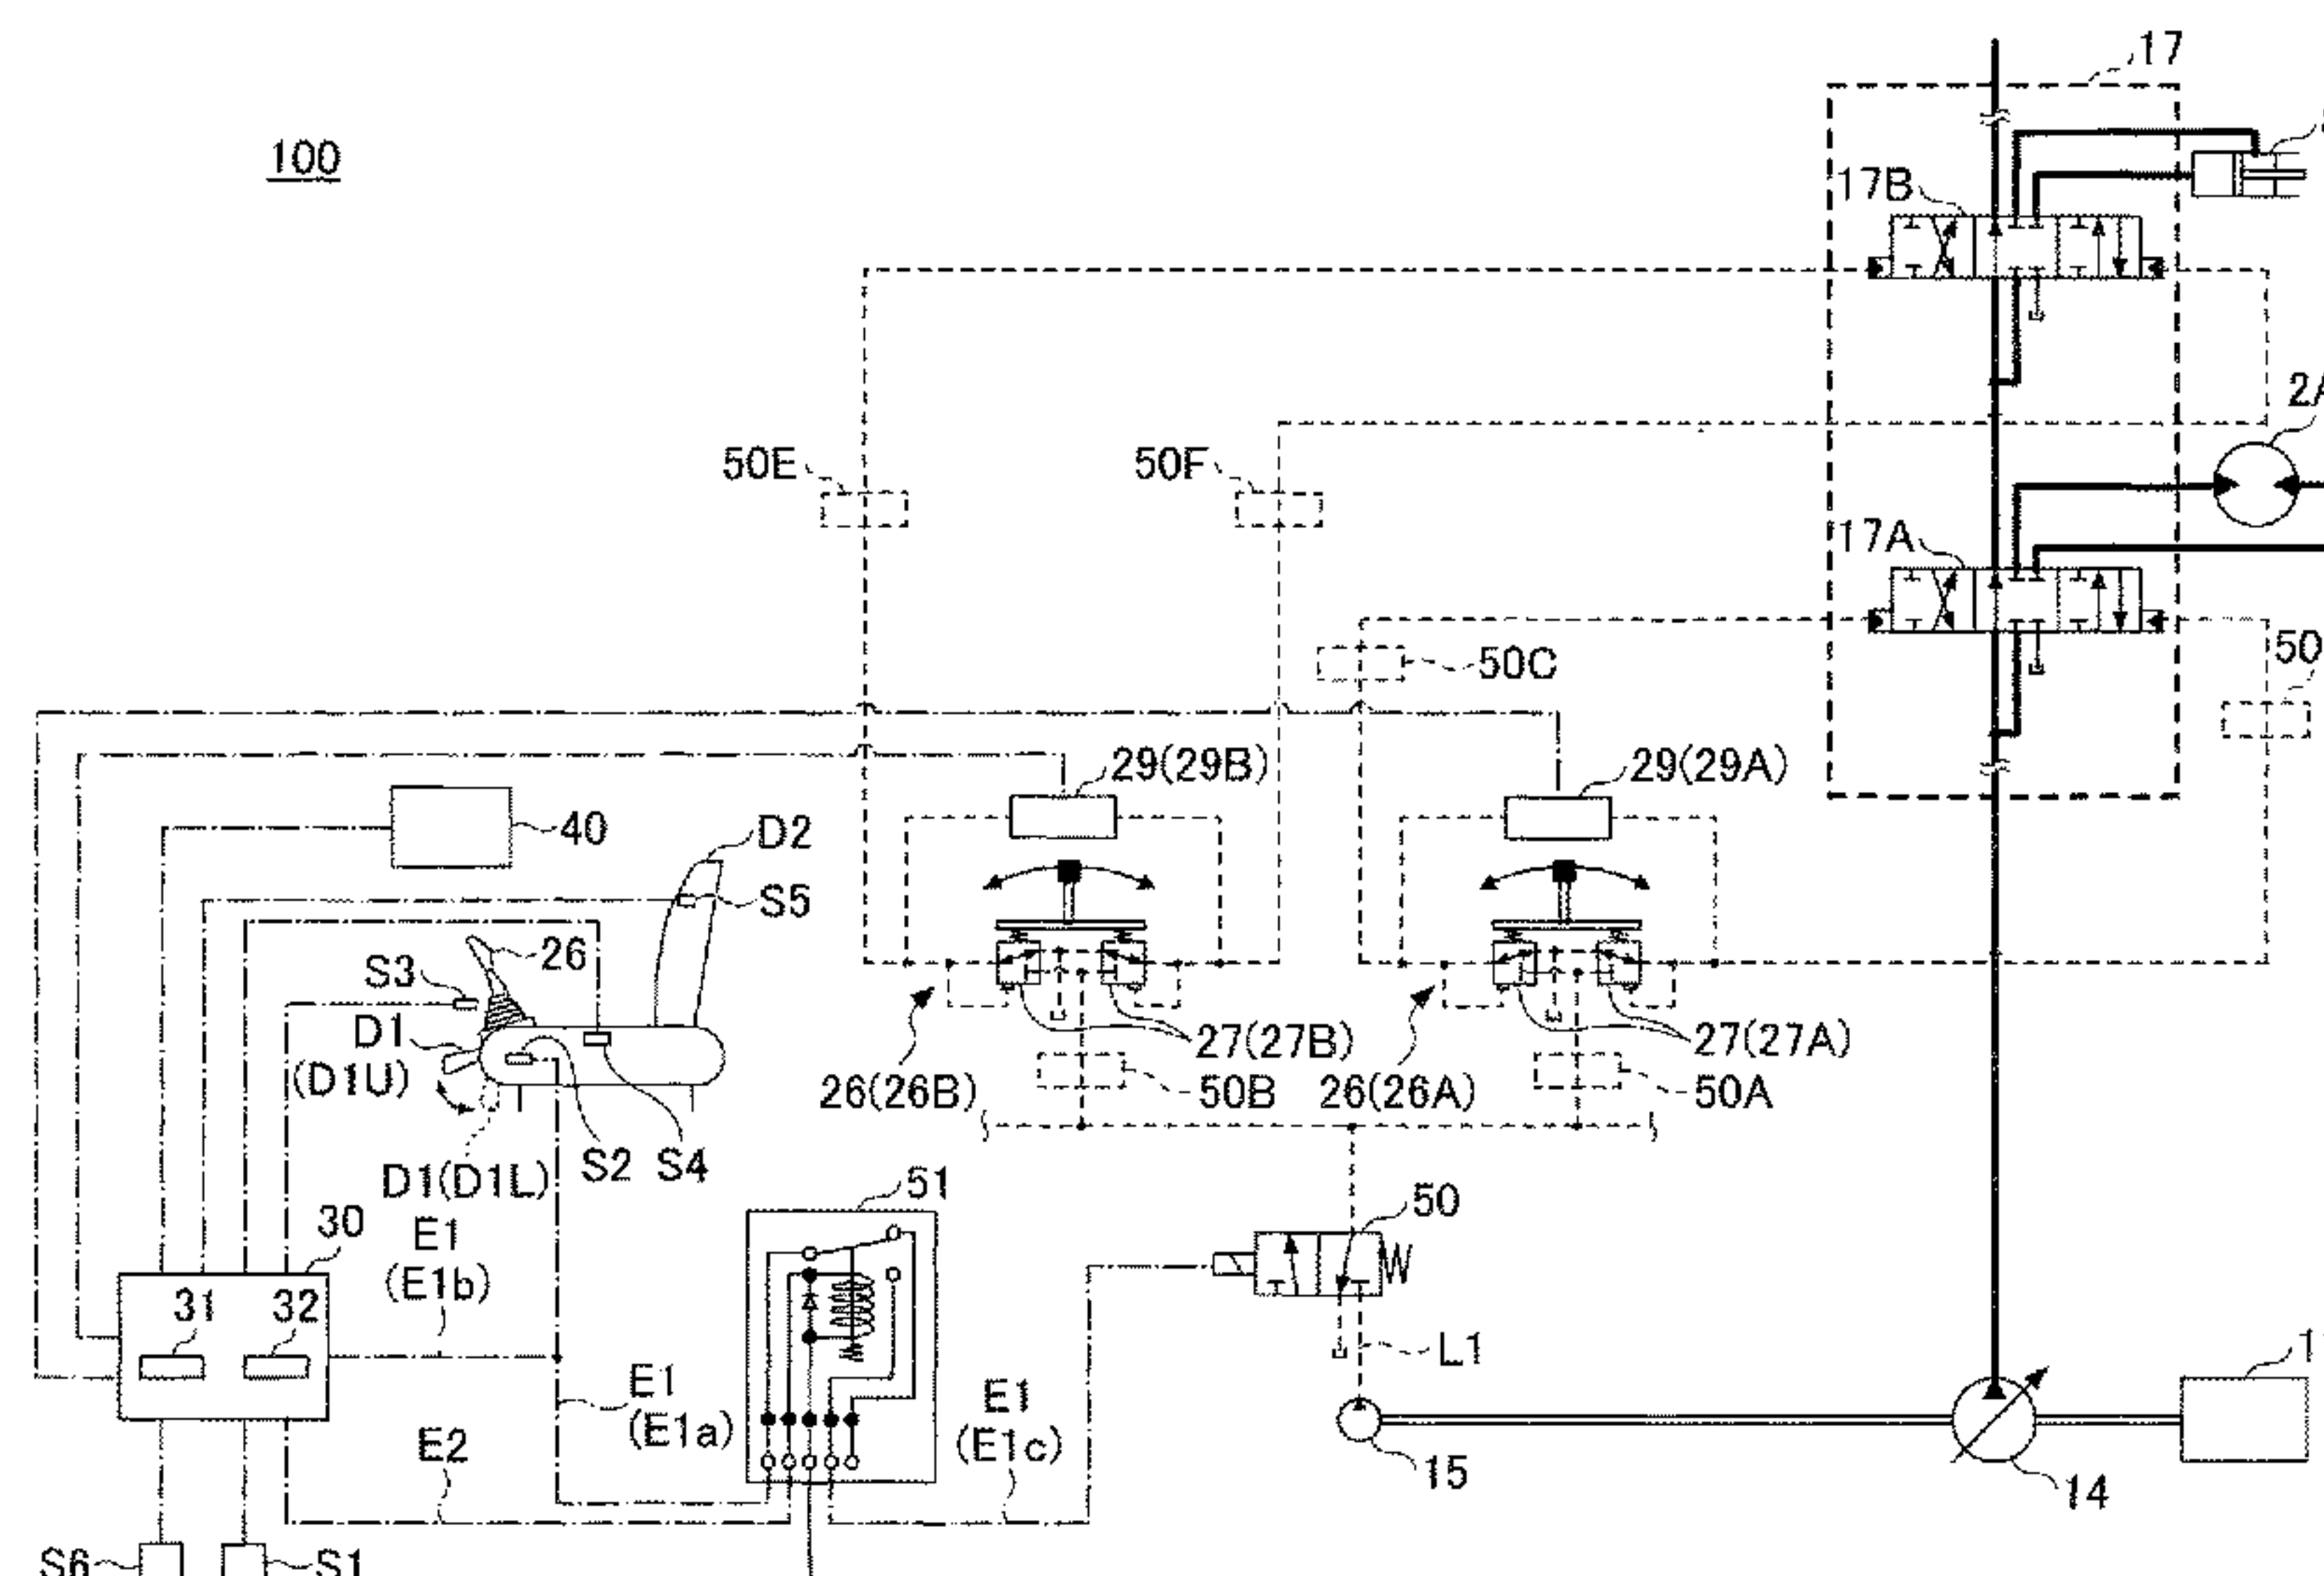 17
100
17B
2A
50E
50F
17A
50C
50
29(29B)
29(29A)
40
D2
S5
26
S3
D1
(D1U)
27(27B)
27(27A)
26(26B)
50B
26(26A)
50A
D1(D1L)
S2
S4
51
50
30
E1
(E1b)
31
32
L1
E1
(E1a)
E1
(E1c)
E2
15
14
S6
S1